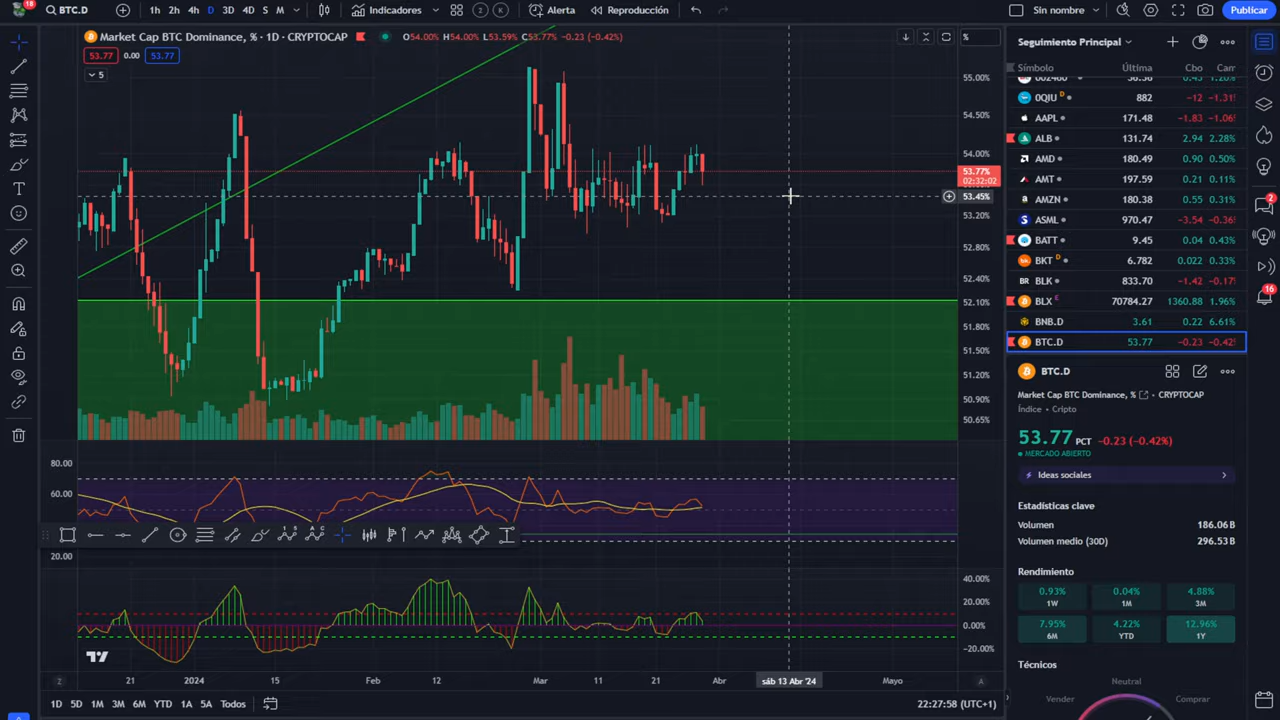 18
BTC.D
1h 2h 4h D 3D 4D S M
Indicadores
2 K
Alerta
Reproducción
Sin nombre
Publicar
Market Cap BTC Dominance, % · 1D · CRYPTOCAP
O54.00% H54.00% L53.59% C53.77% −0.23 (−0.42%)
53.77 0.00 53.77
5
%
55.00%
54.50%
54.00%
53.77%
02:32:02
53.45%
53.20%
52.80%
52.40%
52.10%
51.80%
51.50%
51.20%
50.90%
50.65%
80.00
60.00
20.00
40.00%
20.00%
0.00%
−20.00%
21 2024 15 Feb 12 Mar 11 21 Abr sáb 13 Abr '24 Mayo
1D 5D 1M 3M 6M YTD 1A 5A Todos
22:27:58 (UTC+1)
Seguimiento Principal
Símbolo Última Cbo Carr
0QIU D 882 −12 −1.31%
AAPL 171.48 −1.83 −1.06%
ALB 131.74 2.94 2.28%
AMD 180.49 0.90 0.50%
AMT 197.59 0.21 0.11%
AMZN 180.38 0.55 0.31%
ASML 970.47 −3.54 −0.36%
BATT 9.45 0.04 0.43%
BKT D 6.782 0.022 0.33%
BLK 833.70 −1.42 −0.17%
BLX E 70784.27 1360.88 1.96%
BNB.D 3.61 0.22 6.61%
BTC.D 53.77 −0.23 −0.42%
BTC.D
Market Cap BTC Dominance, % · CRYPTOCAP
Índice · Cripto
53.77 PCT −0.23 (−0.42%)
MERCADO ABIERTO
Ideas sociales
Estadísticas clave
Volumen 186.06B
Volumen medio (30D) 296.53B
Rendimiento
0.93% 0.04% 4.88%
1W 1M 3M
7.95% 4.22% 12.96%
6M YTD 1Y
Técnicos
Neutral
Vender Comprar
2
16